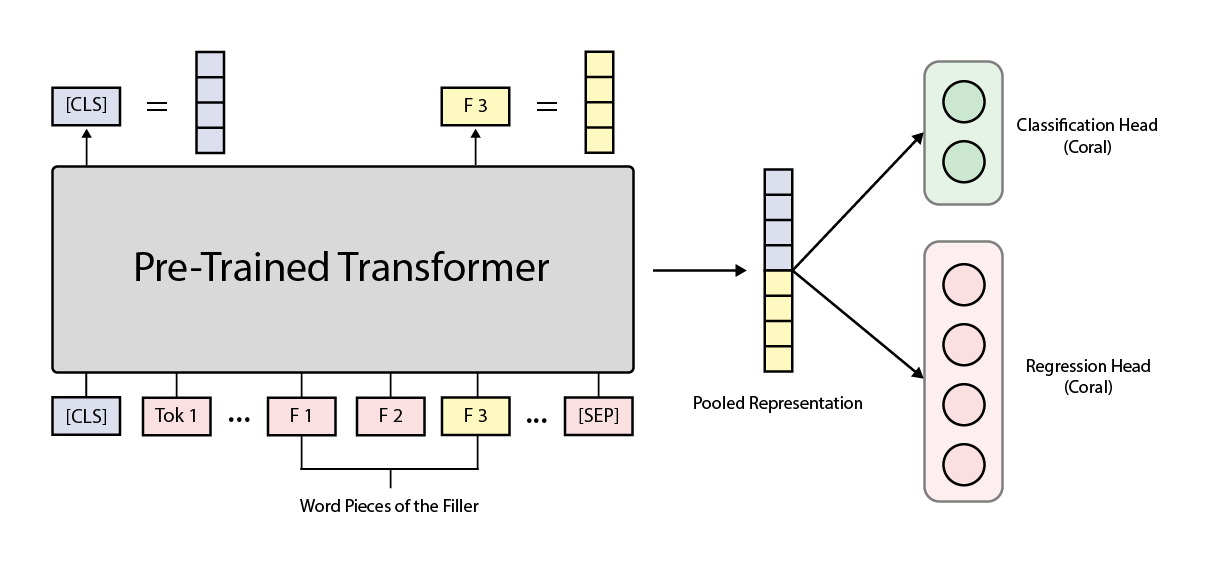 [CLS]
=
F 3
=
Classification Head
(Coral)
Pre-Trained Transformer
Pooled Representation
Regression Head
(Coral)
[CLS]
Tok 1
...
F 1
F 2
F 3
...
[SEP]
Word Pieces of the Filler